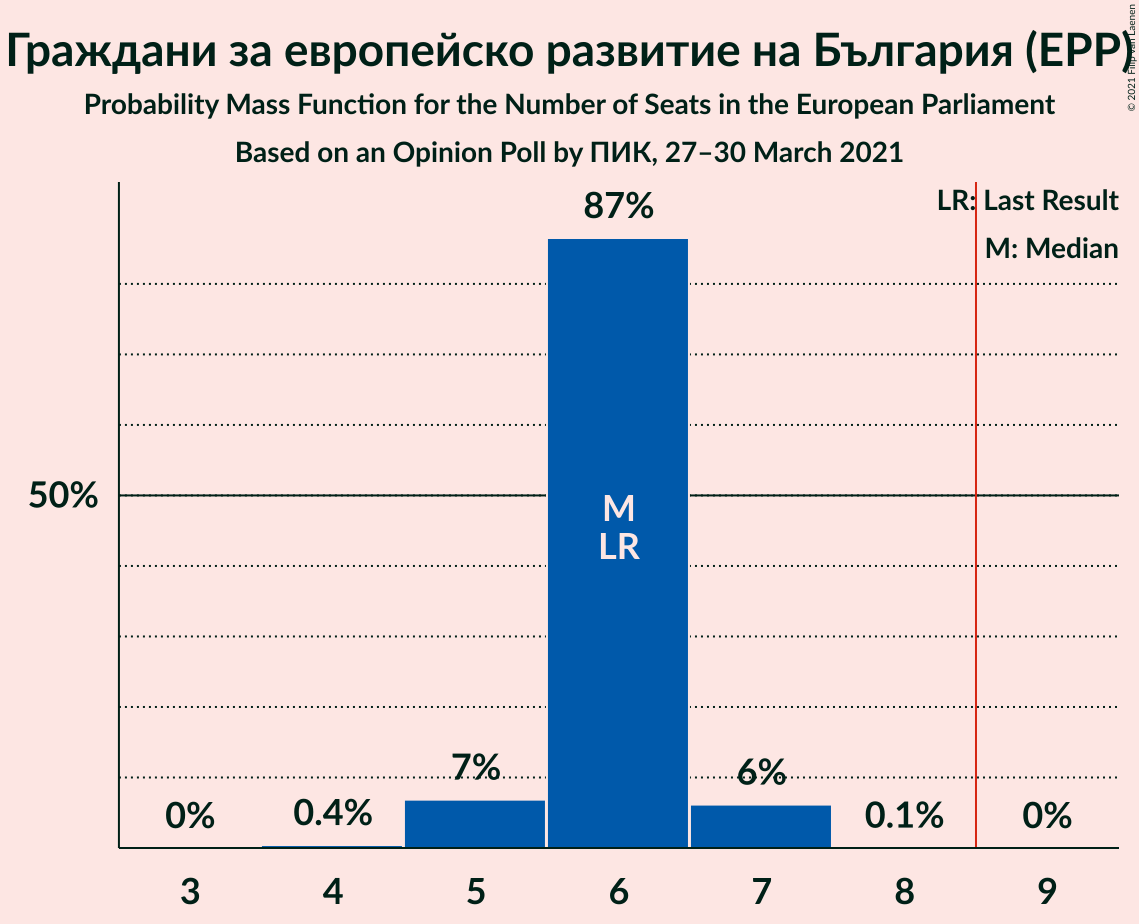 Граждани за европейско развитие на България (EPP)
Probability Mass Function for the Number of Seats in the European Parliament
Based on an Opinion Poll by ПИК, 27–30 March 2021
© 2021 Filip van Laenen
LR: Last Result
M: Median
87%
50%
M
LR
7%
6%
0%
0.4%
0.1%
0%
3 4 5 6 7 8 9